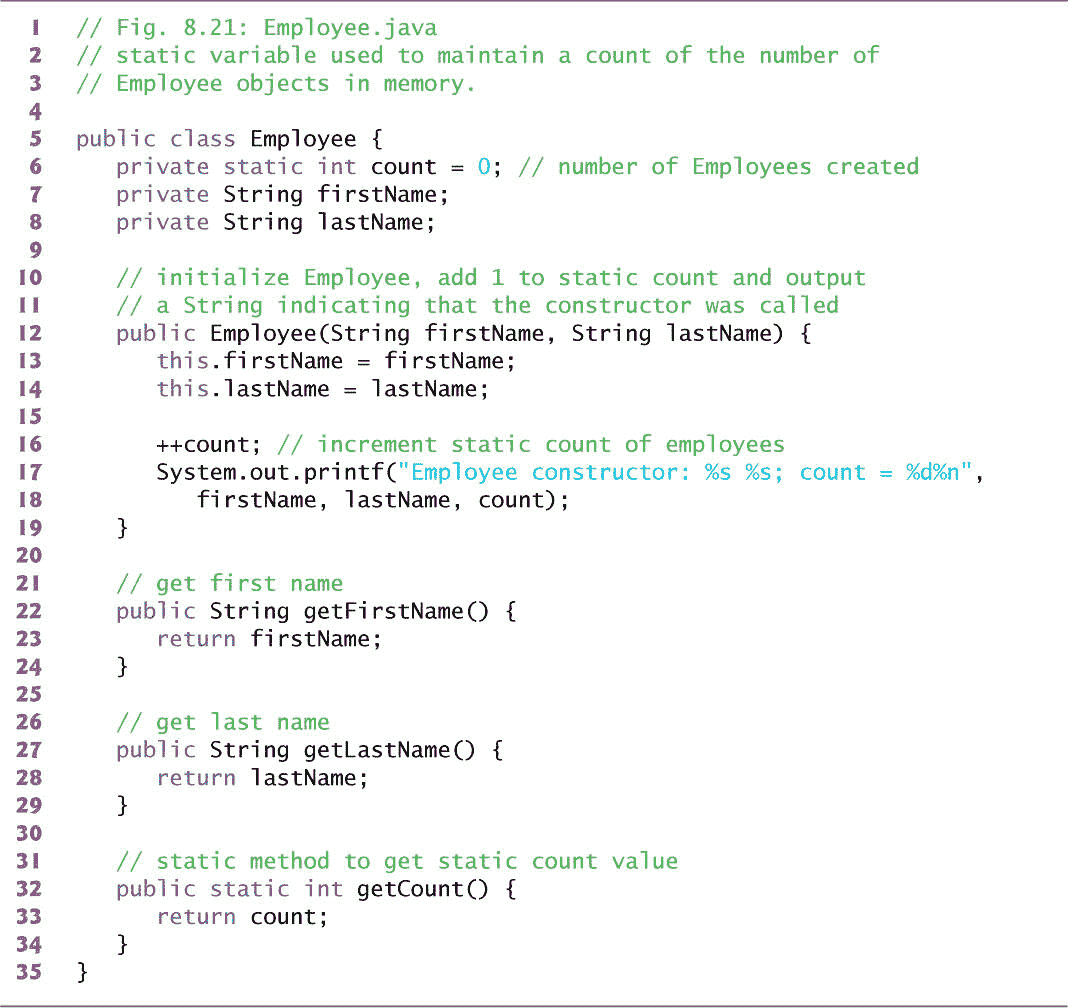 1 // Fig. 8.21: Employee.java
2 // static variable used to maintain a count of the number of
3 // Employee objects in memory.
4
5 public class Employee {
6    private static int count = 0; // number of Employees created
7    private String firstName;
8    private String lastName;
9
10    // initialize Employee, add 1 to static count and output
11    // a String indicating that the constructor was called
12    public Employee(String firstName, String lastName) {
13       this.firstName = firstName;
14       this.lastName = lastName;
15
16       ++count; // increment static count of employees
17       System.out.printf("Employee constructor: %s %s; count = %d%n",
18          firstName, lastName, count);
19    }
20
21    // get first name
22    public String getFirstName() {
23       return firstName;
24    }
25
26    // get last name
27    public String getLastName() {
28       return lastName;
29    }
30
31    // static method to get static count value
32    public static int getCount() {
33       return count;
34    }
35 }